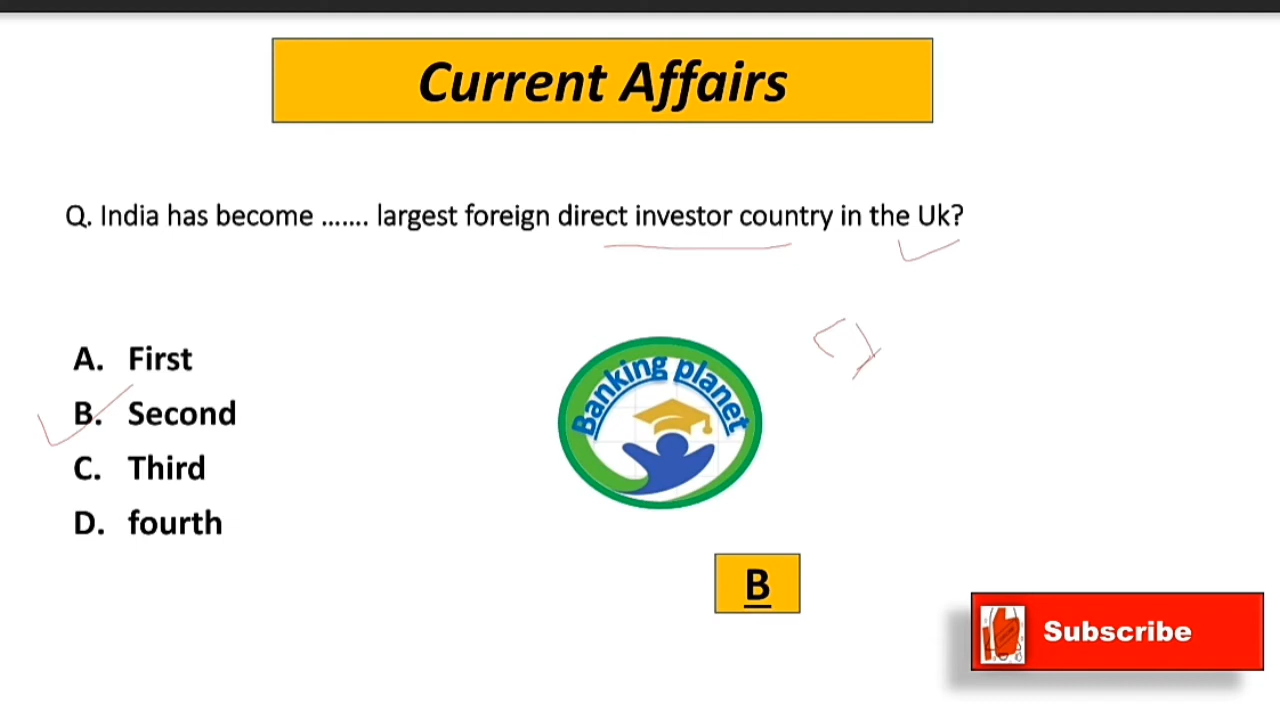 Current Affairs
Q. India has become ....... largest foreign direct investor country in the Uk?
A. First
B. Second
C. Third
D. fourth
Banking planet
B
Subscribe